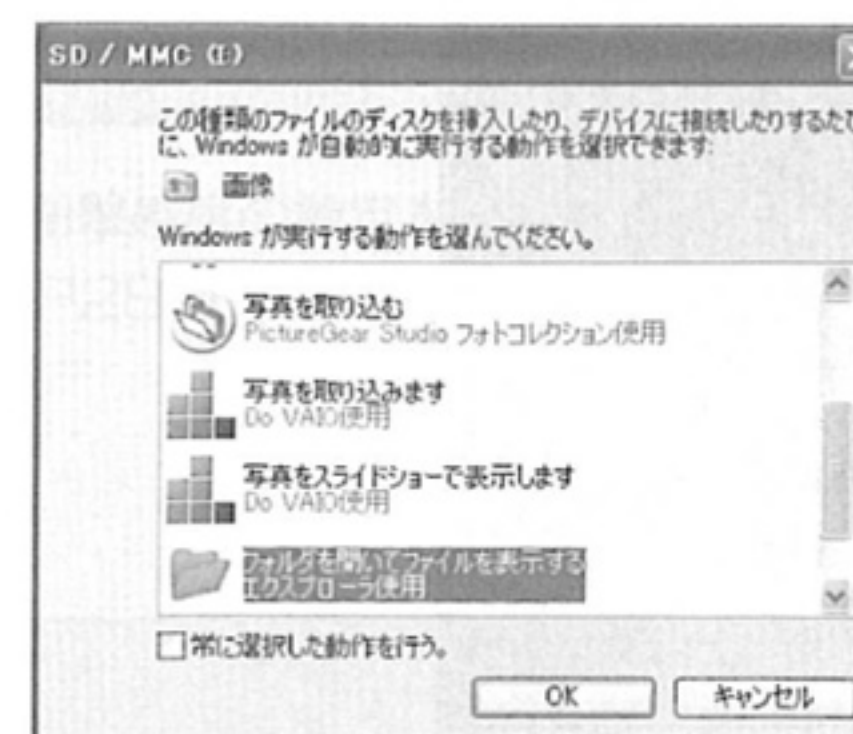 SD / MMC (E:)
この種類のファイルのディスクを挿入したり、デバイスに接続したりするたび
に、Windows が自動的に実行する動作を選択できます:
画像
Windows が実行する動作を選んでください。
写真を取り込む
PictureGear Studio フォトコレクション使用
写真を取り込みます
Do VAIO使用
写真をスライドショーで表示します
Do VAIO使用
フォルダを開いてファイルを表示する
エクスプローラ使用
常に選択した動作を行う。
OK
キャンセル